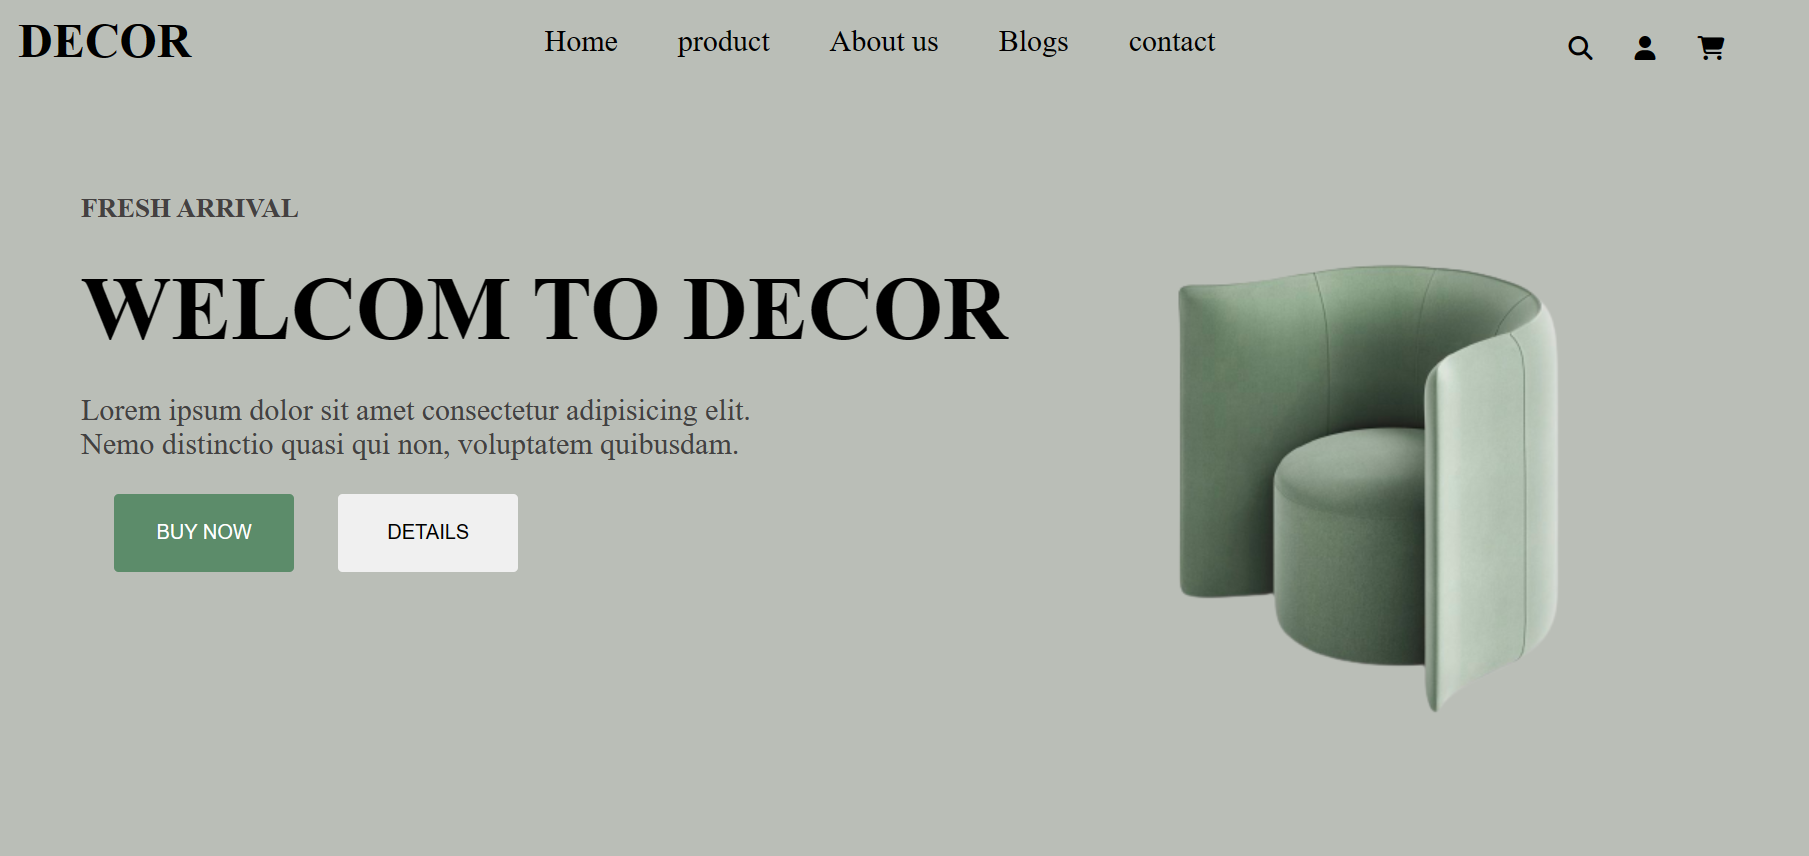 DECOR
Home product About us Blogs contact
FRESH ARRIVAL
WELCOM TO DECOR
Lorem ipsum dolor sit amet consectetur adipisicing elit.
Nemo distinctio quasi qui non, voluptatem quibusdam.
BUY NOW DETAILS